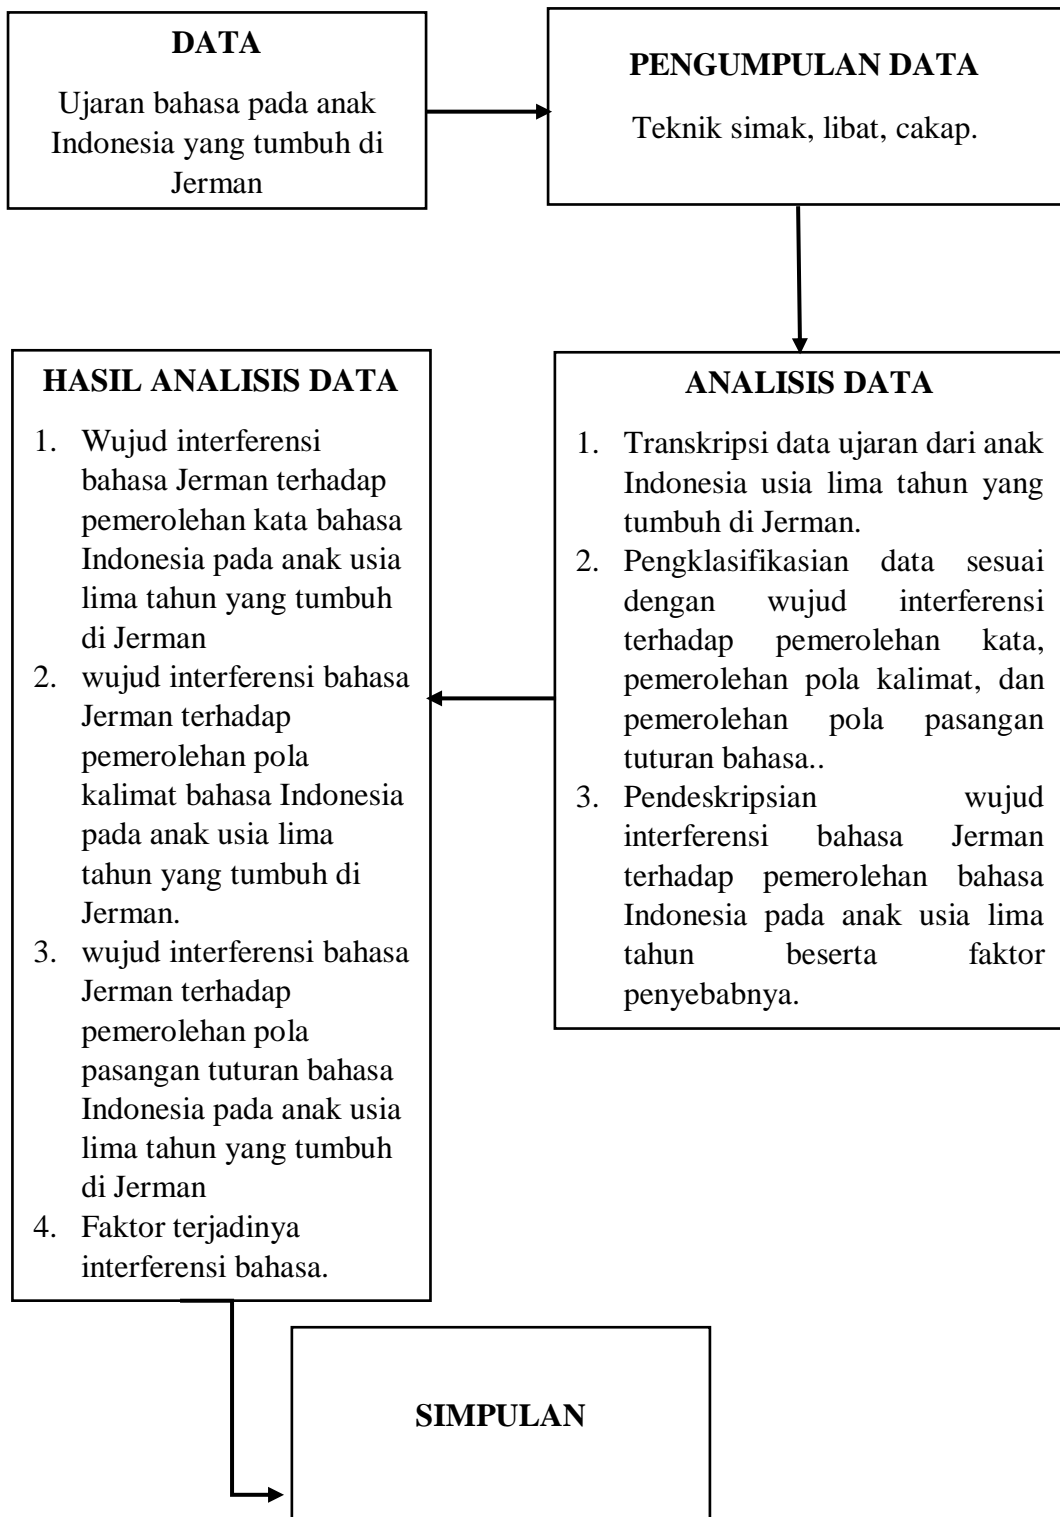 DATA
Ujaran bahasa pada anak
Indonesia yang tumbuh di
Jerman
PENGUMPULAN DATA
Teknik simak, libat, cakap.
ANALISIS DATA
1. Transkripsi data ujaran dari anak
Indonesia usia lima tahun yang
tumbuh di Jerman.
2. Pengklasifikasian data sesuai
dengan wujud interferensi
terhadap pemerolehan kata,
pemerolehan pola kalimat, dan
pemerolehan pola pasangan
tuturan bahasa..
3. Pendeskripsian wujud
interferensi bahasa Jerman
terhadap pemerolehan bahasa
Indonesia pada anak usia lima
tahun beserta faktor
penyebabnya.
HASIL ANALISIS DATA
1. Wujud interferensi
bahasa Jerman terhadap
pemerolehan kata bahasa
Indonesia pada anak usia
lima tahun yang tumbuh
di Jerman
2. wujud interferensi bahasa
Jerman terhadap
pemerolehan pola
kalimat bahasa Indonesia
pada anak usia lima
tahun yang tumbuh di
Jerman.
3. wujud interferensi bahasa
Jerman terhadap
pemerolehan pola
pasangan tuturan bahasa
Indonesia pada anak usia
lima tahun yang tumbuh
di Jerman
4. Faktor terjadinya
interferensi bahasa.
SIMPULAN